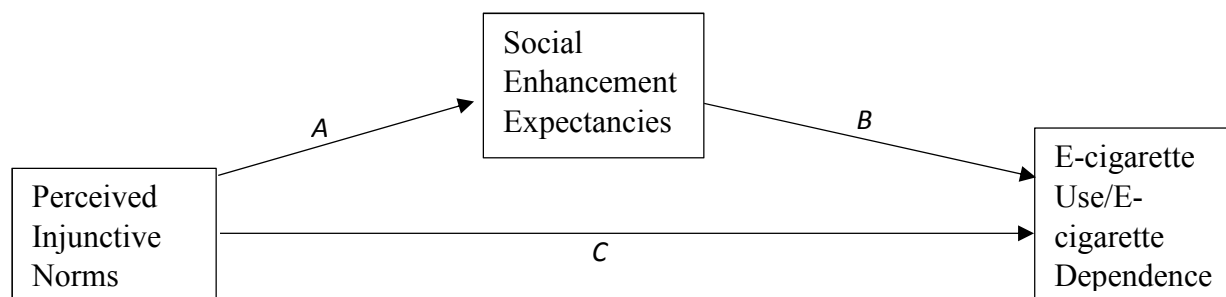 Social
Enhancement
Expectancies
A
B
Perceived
Injunctive
Norms
C
E-cigarette
Use/E-
cigarette
Dependence